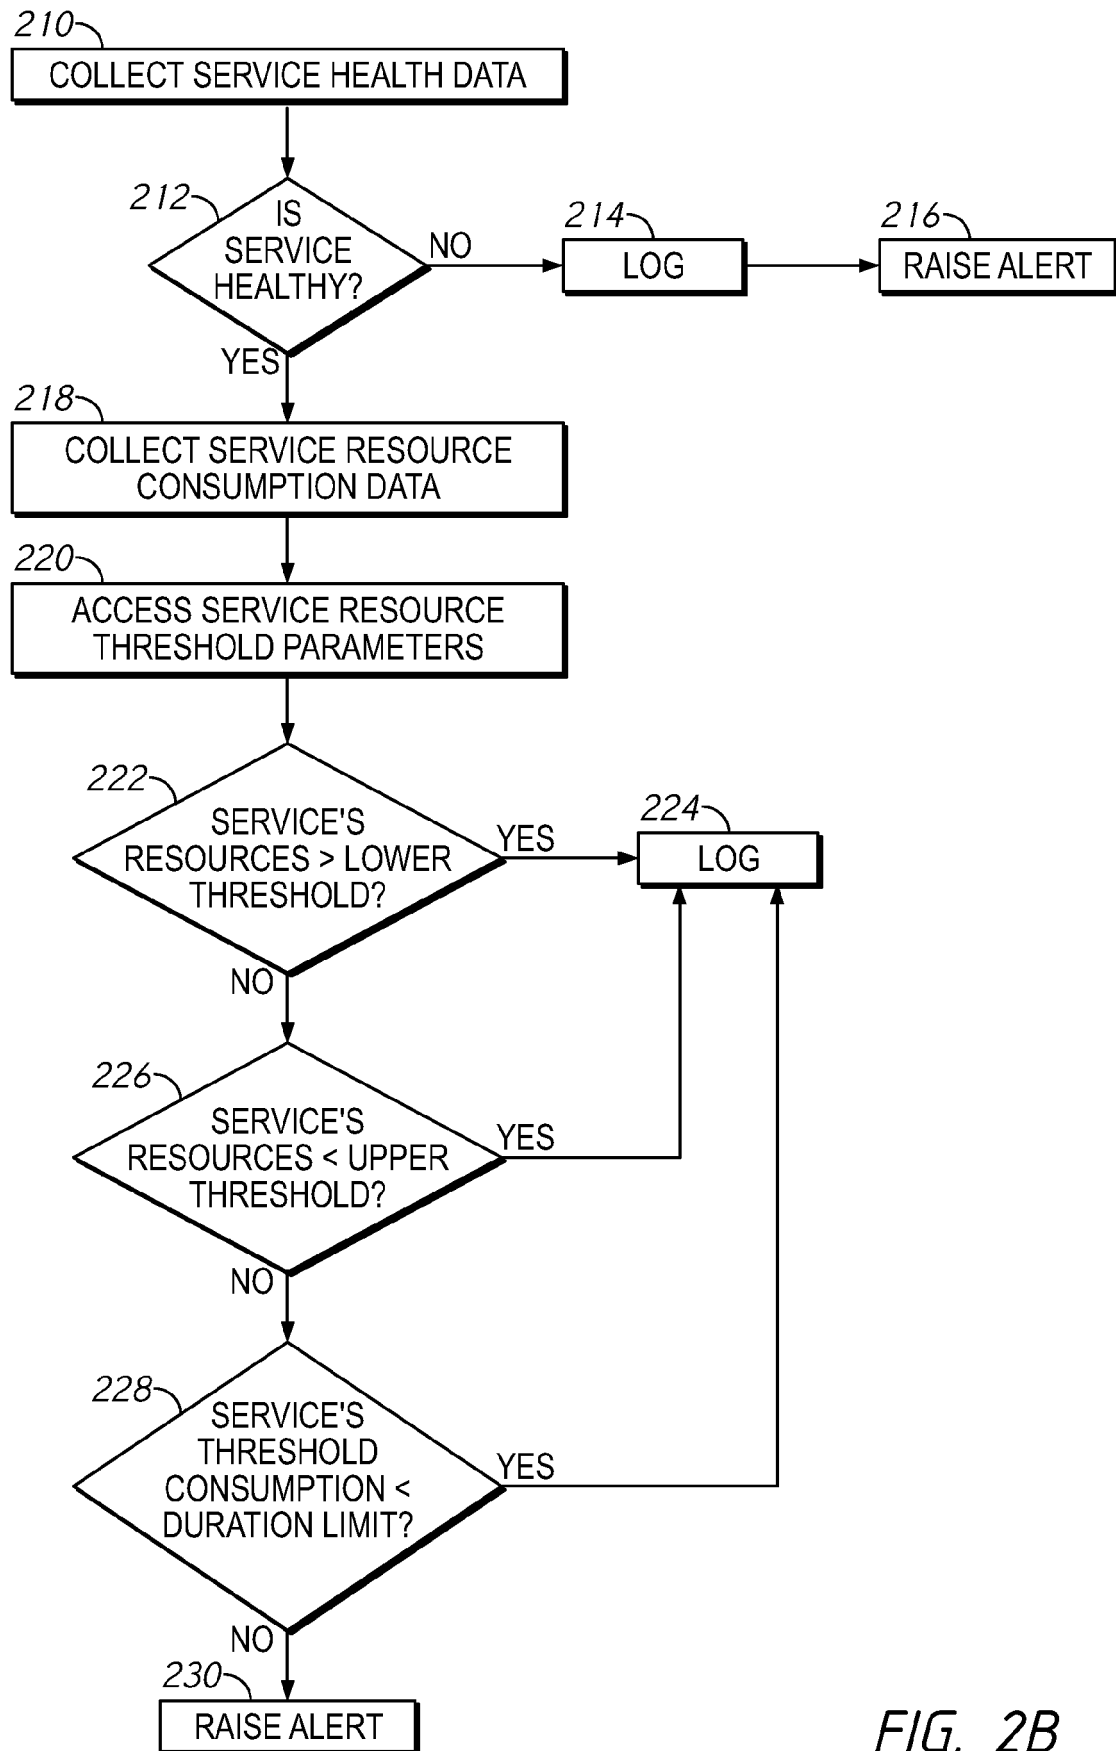 210
COLLECT SERVICE HEALTH DATA
212
IS
SERVICE
HEALTHY?
NO
214
LOG
216
RAISE ALERT
YES
218
COLLECT SERVICE RESOURCE
CONSUMPTION DATA
220
ACCESS SERVICE RESOURCE
THRESHOLD PARAMETERS
222
SERVICE'S
RESOURCES > LOWER
THRESHOLD?
YES
224
LOG
NO
226
SERVICE'S
RESOURCES < UPPER
THRESHOLD?
YES
NO
228
SERVICE'S
THRESHOLD
CONSUMPTION <
DURATION LIMIT?
YES
NO
230
RAISE ALERT
FIG. 2B